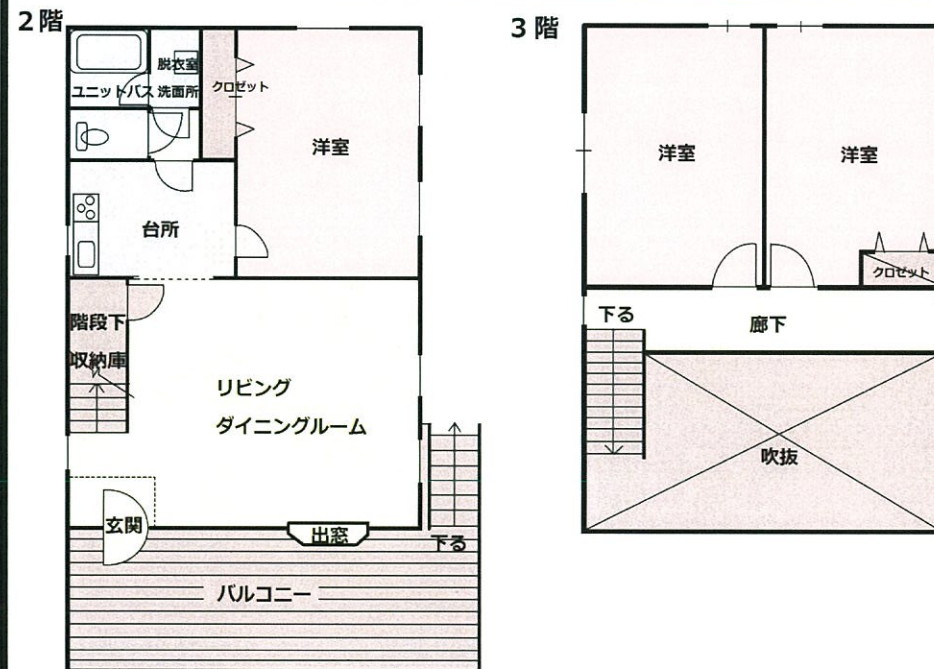 2階
ユニットバス
脱衣室
洗面所
クロゼット
洋室
台所
階段下
収納庫
リビング
ダイニングルーム
玄関
出窓
下る
バルコニー
3階
洋室
洋室
クロゼット
下る
廊下
吹抜